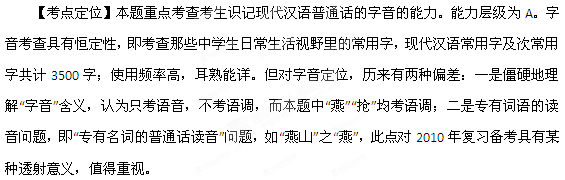 【考点定位】本题重点考查考生识记现代汉语普通话的字音的能力。能力层级为 A。字
音考查具有恒定性，即考查那些中学生日常生活视野里的常用字，现代汉语常用字及次常用
字共计 3500 字；使用频率高，耳熟能详。但对字音定位，历来有两种偏差：一是僵硬地理
解“字音”含义，认为只考语音，不考语调，而本题中“燕”“抢”均考语调；二是专有词语的读
音问题，即“专有名词的普通话读音”问题，如“燕山”之“燕”，此点对 2010 年复习备考具有某
种透射意义，值得重视。